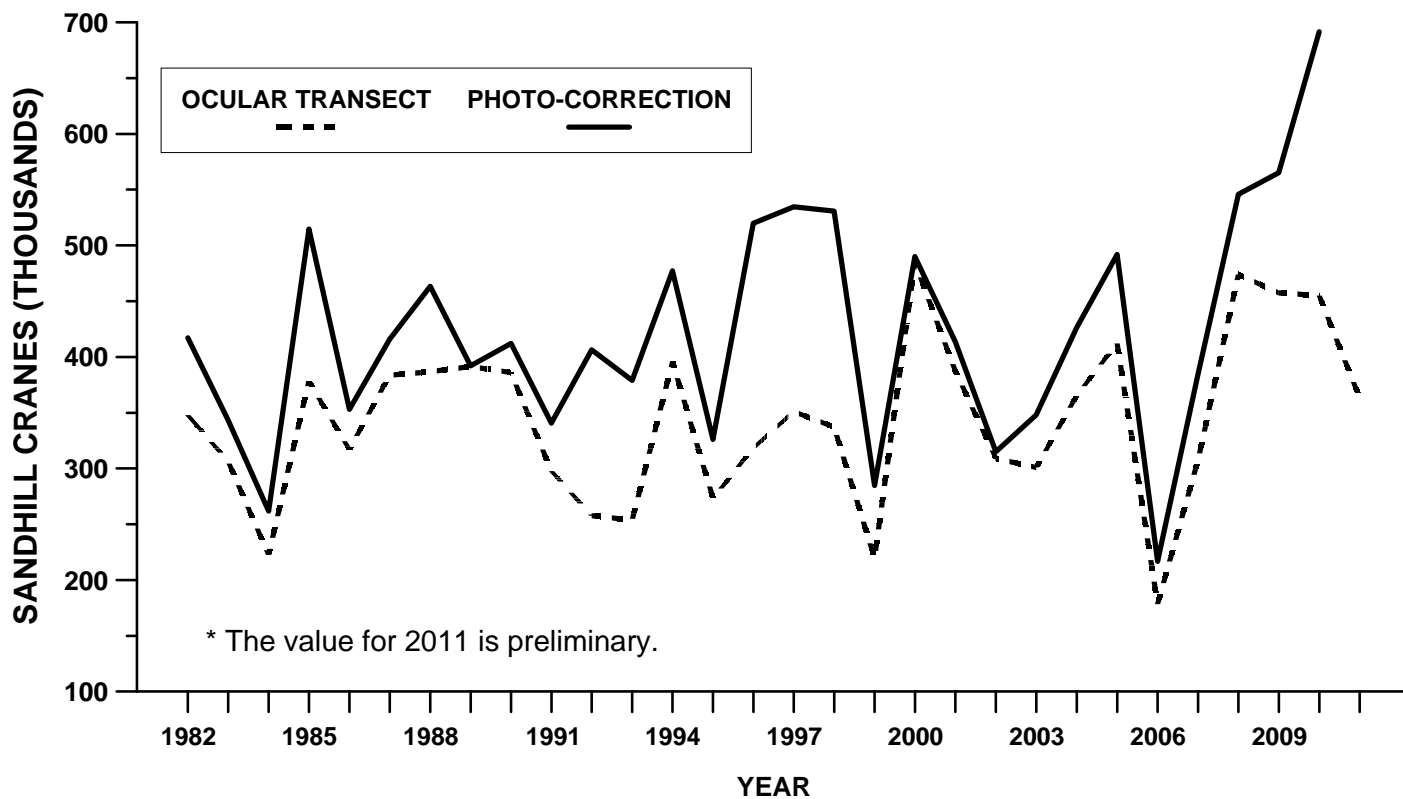 700
600
500
400
300
200
100
SANDHILL CRANES (THOUSANDS)
OCULAR TRANSECT PHOTO-CORRECTION
* The value for 2011 is preliminary.
1982 1985 1988 1991 1994 1997 2000 2003 2006 2009
YEAR